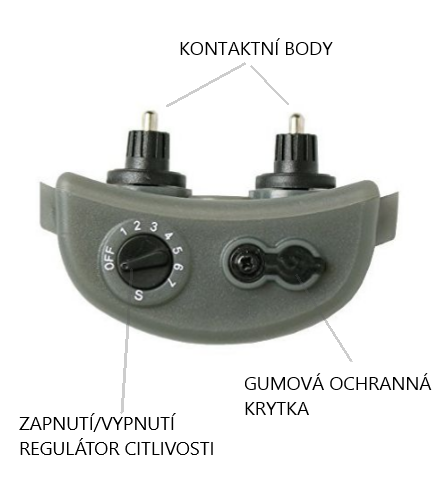 KONTAKTNÍ BODY
OFF 1 2 3 4 5 6 7 S
GUMOVÁ OCHRANNÁ
KRYTKA
ZAPNUTÍ/VYPNUTÍ
REGULÁTOR CITLIVOSTI